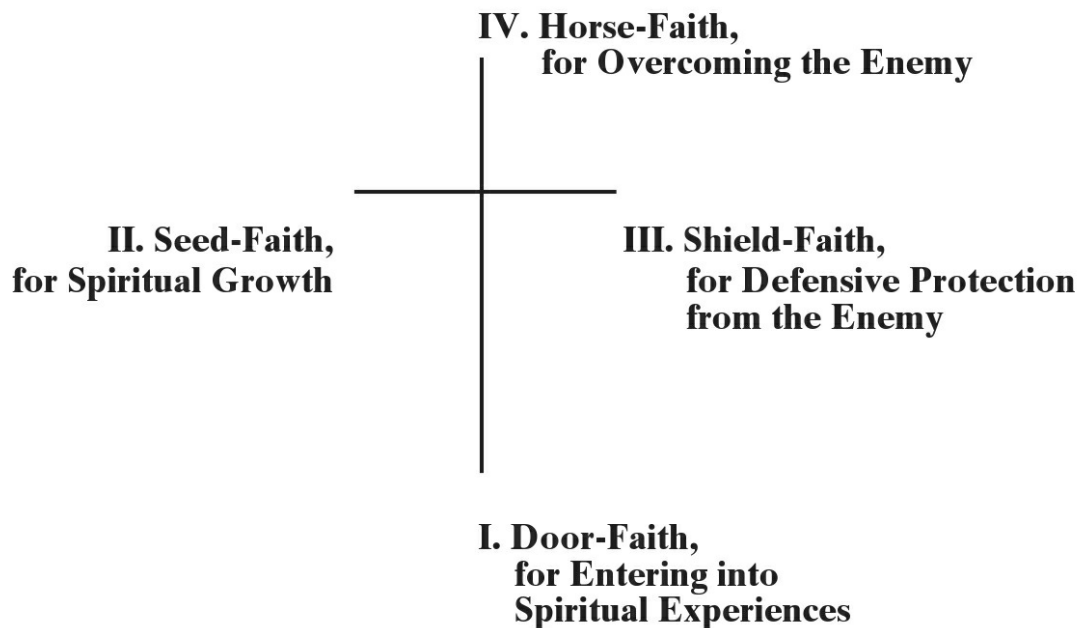 IV. Horse-Faith,
for Overcoming the Enemy
II. Seed-Faith,
for Spiritual Growth
III. Shield-Faith,
for Defensive Protection
from the Enemy
I. Door-Faith,
for Entering into
Spiritual Experiences